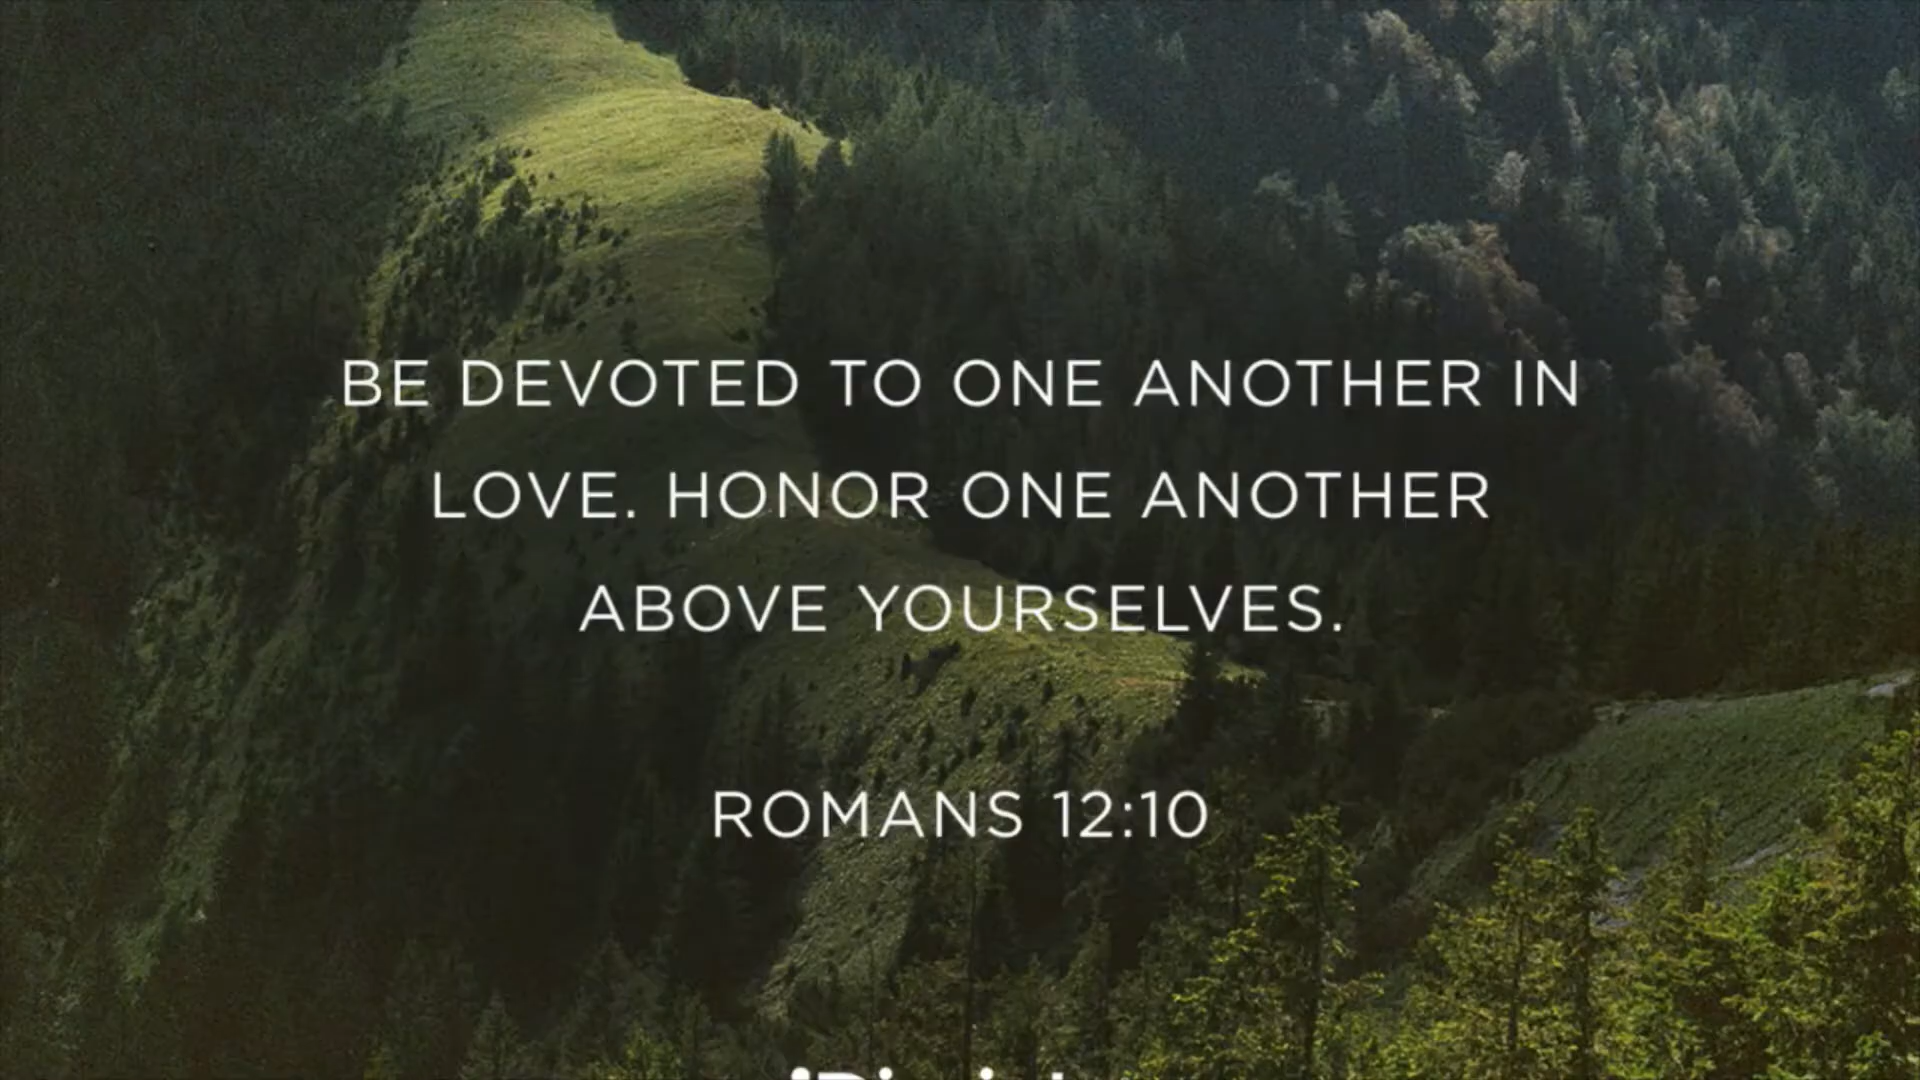 BE DEVOTED TO ONE ANOTHER IN
LOVE. HONOR ONE ANOTHER
ABOVE YOURSELVES.
ROMANS 12:10